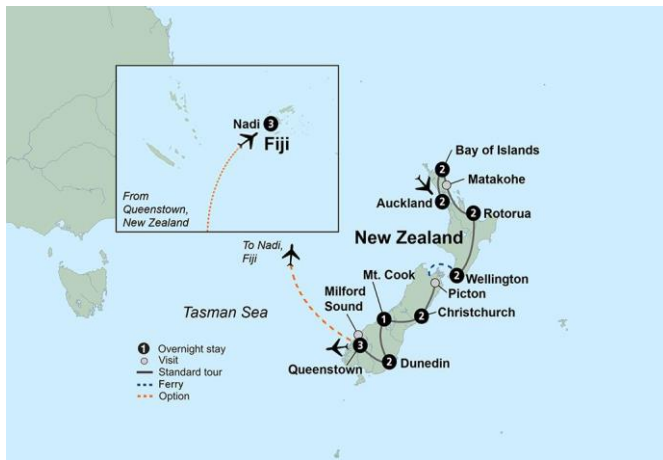 Nadi 3
Fiji
From
Queenstown,
New Zealand
Bay of Islands
2
Matakohe
Auckland 2
2 Rotorua
New Zealand
To Nadi,
Fiji
Mt. Cook
2 Wellington
Picton
Milford
Sound
Tasman Sea
1
2 Christchurch
3
Queenstown
2 Dunedin
1 Overnight stay
Visit
Standard tour
Ferry
Option